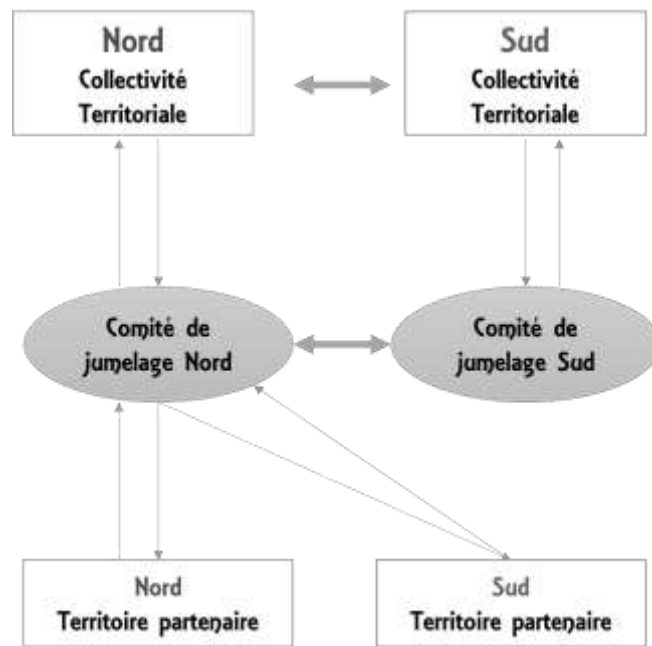 Nord
Collectivité
Territoriale
Sud
Collectivité
Territoriale
Comité de
jumelage Nord
Comité de
jumelage Sud
Nord
Territoire partenaire
Sud
Territoire partenaire